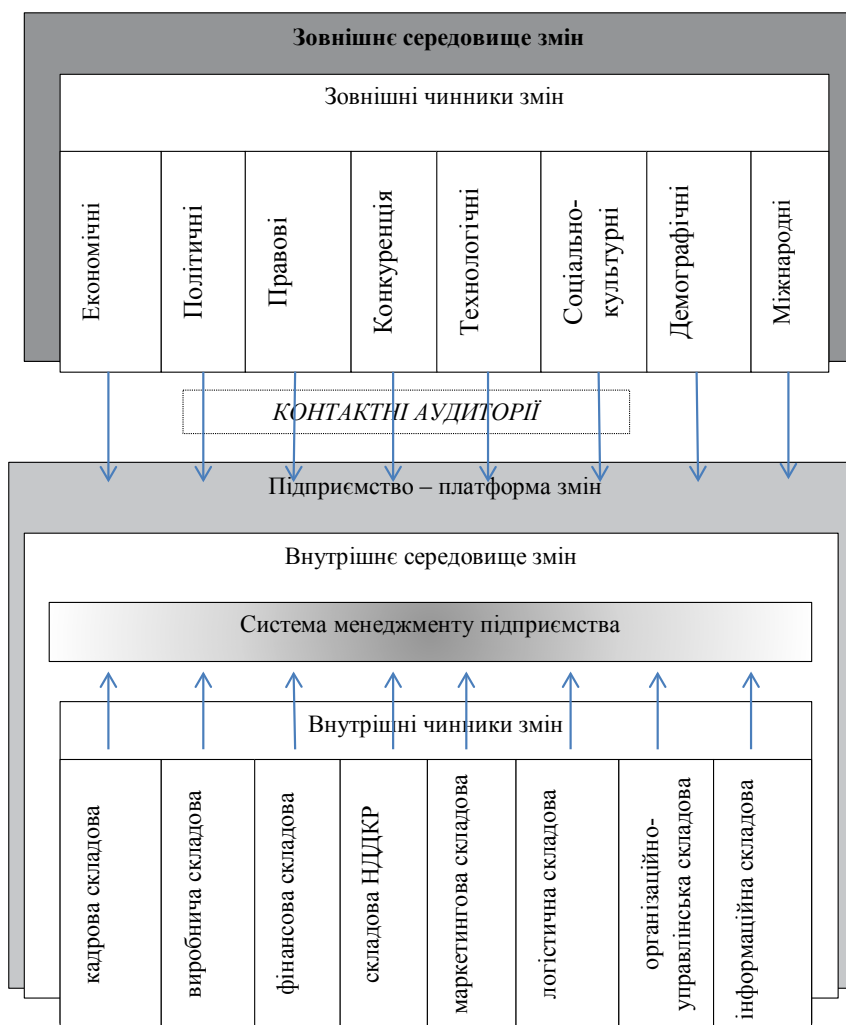 Зовнішнє середовище змін
Зовнішні чинники змін
Економічні
Політичні
Правові
Конкуренція
Технологічні
Соціально-
культурні
Демографічні
Міжнародні
КОНТАКТНІ АУДИТОРІЇ
Підприємство – платформа змін
Внутрішнє середовище змін
Система менеджменту підприємства
Внутрішні чинники змін
кадрова складова
виробнича складова
фінансова складова
складова НДДКР
маркетингова складова
логістична складова
організаційно-
управлінська складова
інформаційна складова